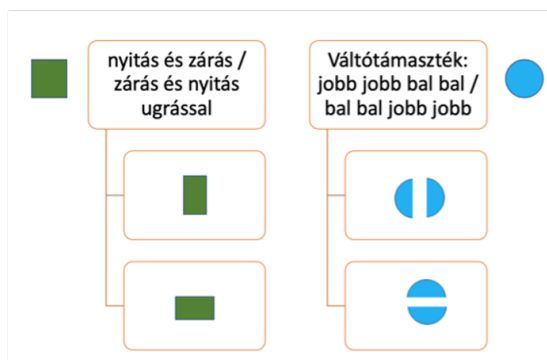 nyitás és zárás /
zárás és nyitás
ugrással
Váltótámaszték:
jobb jobb bal bal /
bal bal jobb jobb